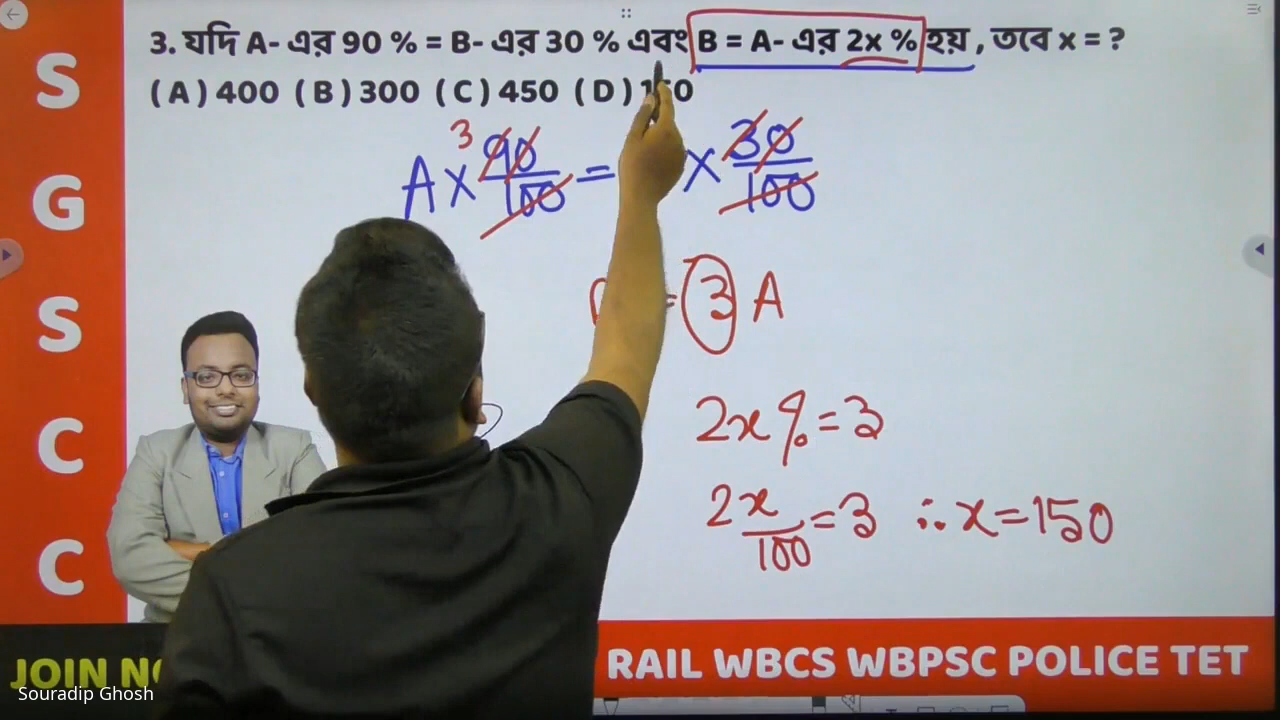 S
G
S
C
C
3. যদি A- এর 90 % = B- এর 30 % এবং B = A- এর 2x % হয় , তবে x = ?
( A ) 400 ( B ) 300 ( C ) 450 ( D )
3
A × 90/100 = × 30/100
= 3 A
2x % = 3
2x/100 = 3 ∴ x = 150
JOIN
RAIL WBCS WBPSC POLICE TET
Souradip Ghosh